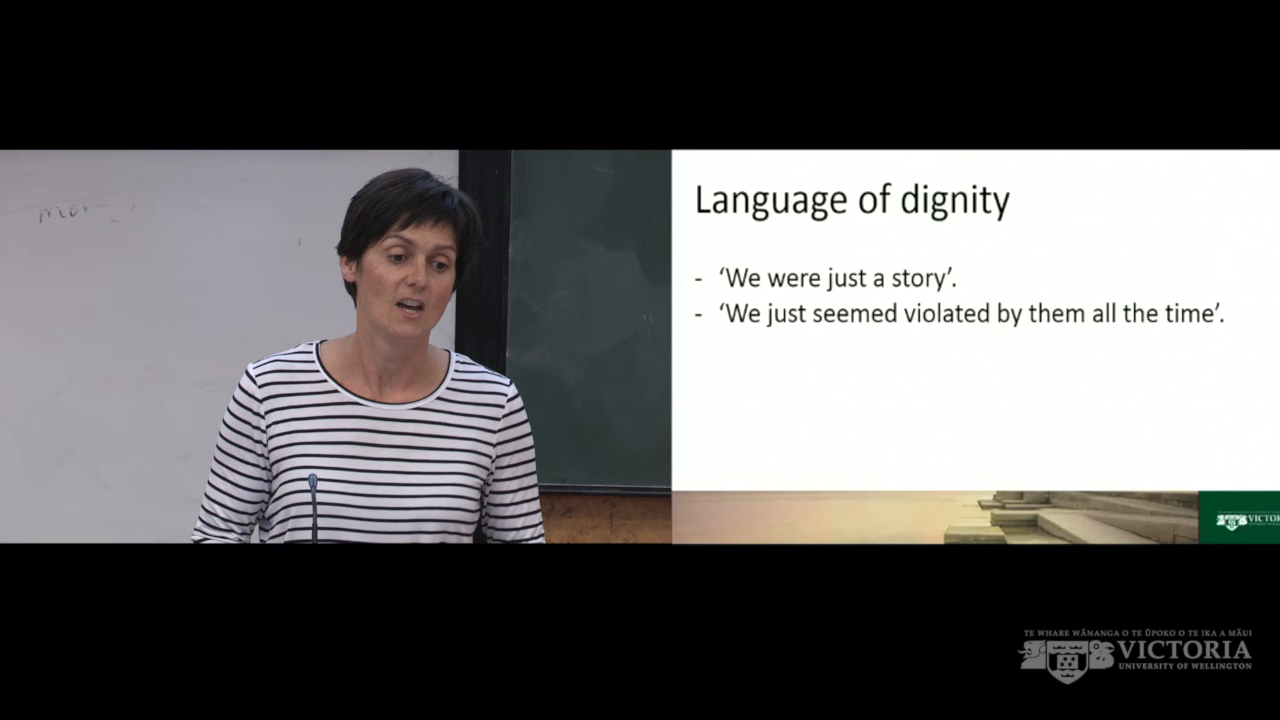 Language of dignity
- ‘We were just a story’.
- ‘We just seemed violated by them all the time’.
TE WHARE WĀNANGA O TE ŪPOKO O TE IKA A MĀUI
VICTORIA
UNIVERSITY OF WELLINGTON